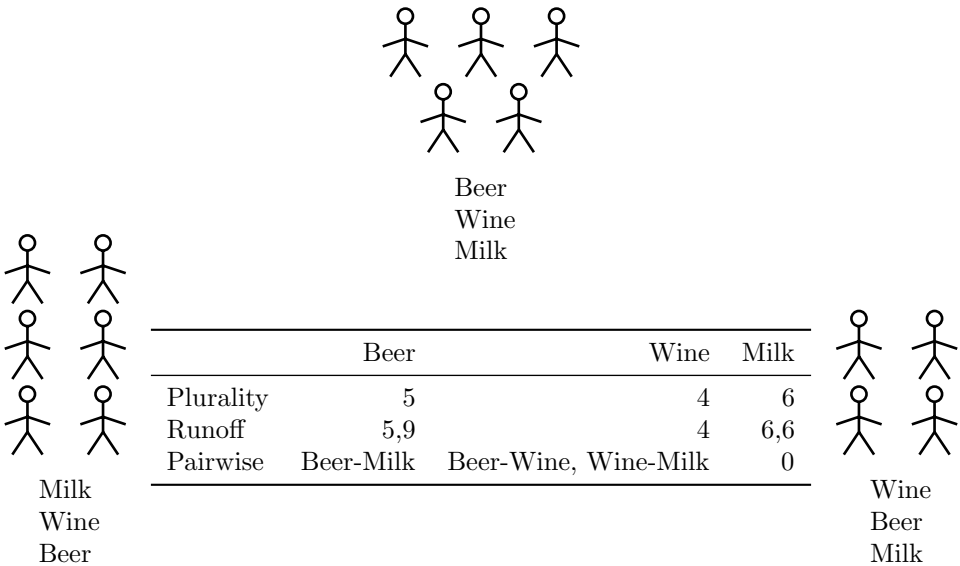 Beer
Wine
Milk
Beer Wine Milk
Plurality 5 4 6
Runoff 5,9 4 6,6
Pairwise Beer-Milk Beer-Wine, Wine-Milk 0
Milk
Wine
Beer
Wine
Beer
Milk